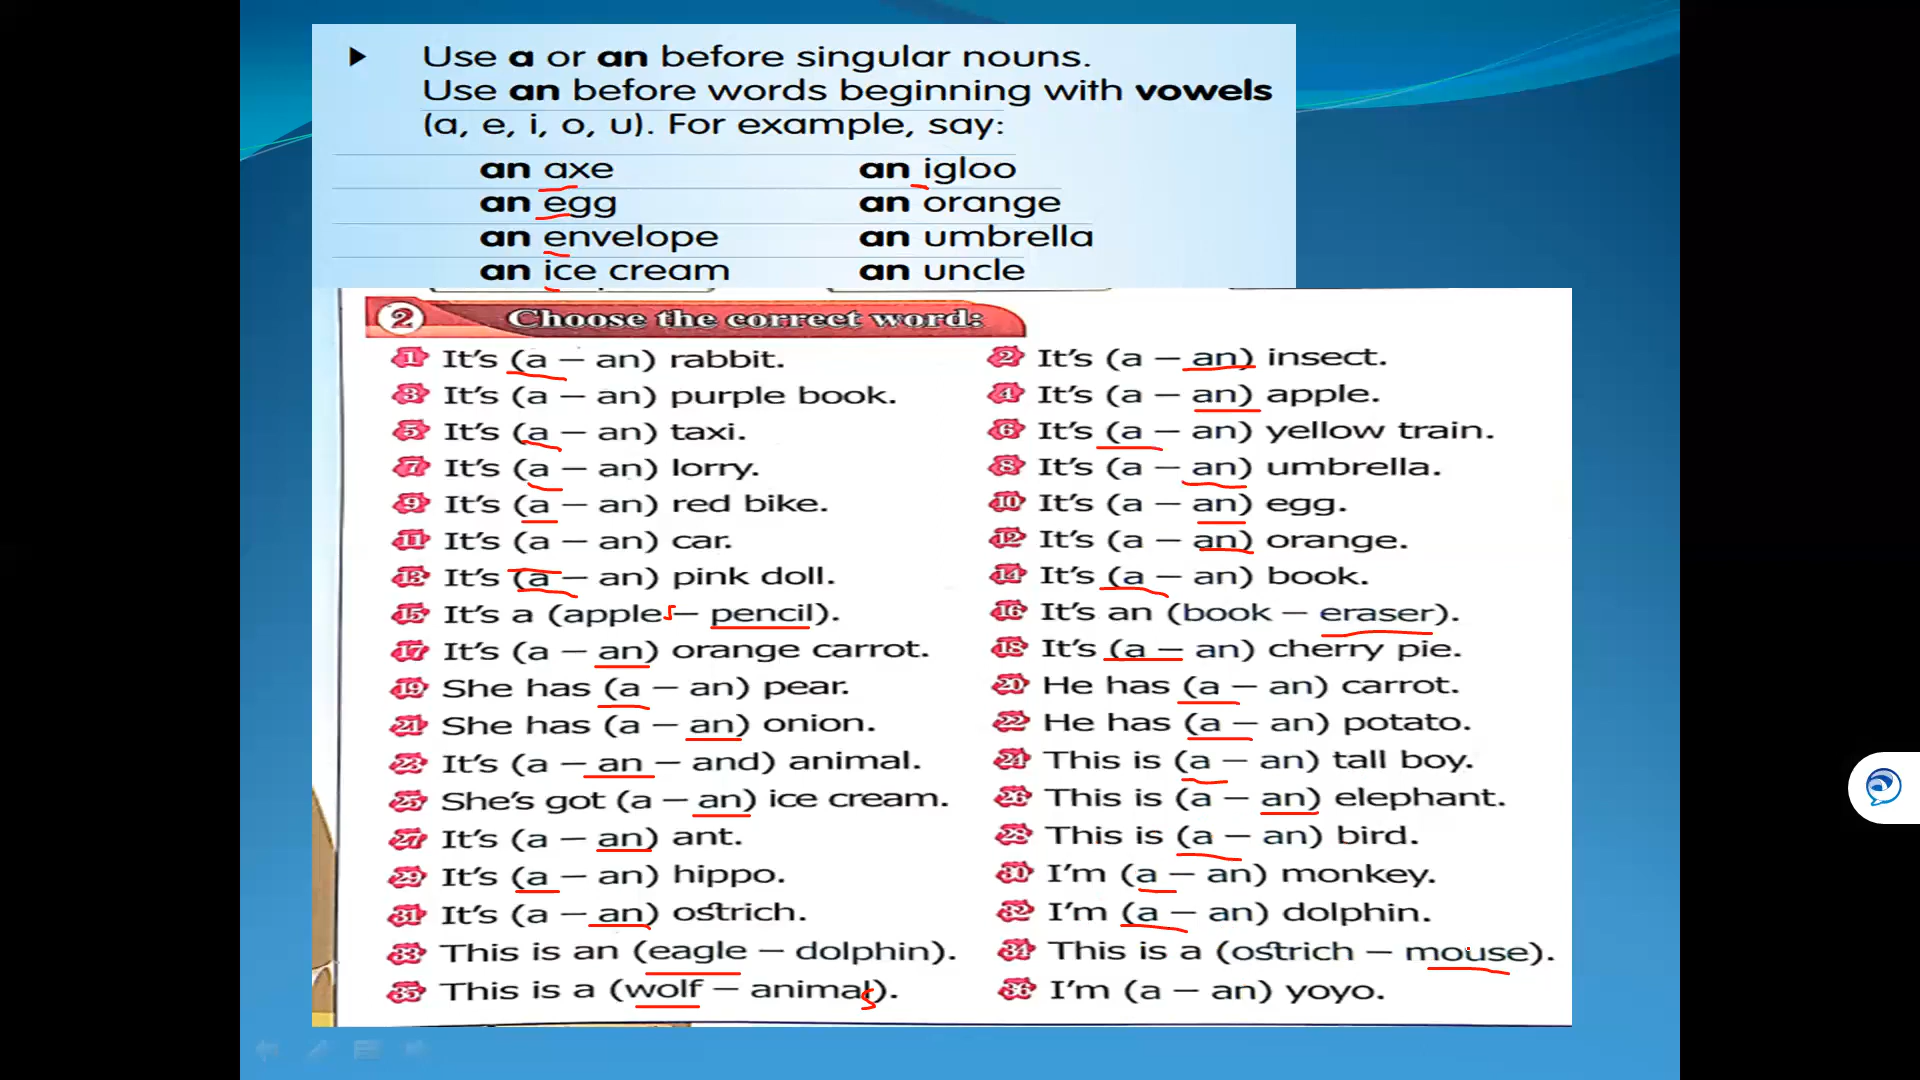 Use a or an before singular nouns.
Use an before words beginning with vowels
(a, e, i, o, u). For example, say:
an axe an igloo
an egg an orange
an envelope an umbrella
an ice cream an uncle
2 Choose the correct word:
1 It's (a – an) rabbit. 2 It's (a – an) insect.
3 It's (a – an) purple book. 4 It's (a – an) apple.
5 It's (a – an) taxi. 6 It's (a – an) yellow train.
7 It's (a – an) lorry. 8 It's (a – an) umbrella.
9 It's (a – an) red bike. 10 It's (a – an) egg.
11 It's (a – an) car. 12 It's (a – an) orange.
13 It's (a – an) pink doll. 14 It's (a – an) book.
15 It's a (apples – pencil). 16 It's an (book – eraser).
17 It's (a – an) orange carrot. 18 It's (a – an) cherry pie.
19 She has (a – an) pear. 20 He has (a – an) carrot.
21 She has (a – an) onion. 22 He has (a – an) potato.
23 It's (a – an – and) animal. 24 This is (a – an) tall boy.
25 She's got (a – an) ice cream. 26 This is (a – an) elephant.
27 It's (a – an) ant. 28 This is (a – an) bird.
29 It's (a – an) hippo. 30 I'm (a – an) monkey.
31 It's (a – an) ostrich. 32 I'm (a – an) dolphin.
33 This is an (eagle – dolphin). 34 This is a (ostrich – mouse).
35 This is a (wolf – animals). 36 I'm (a – an) yoyo.